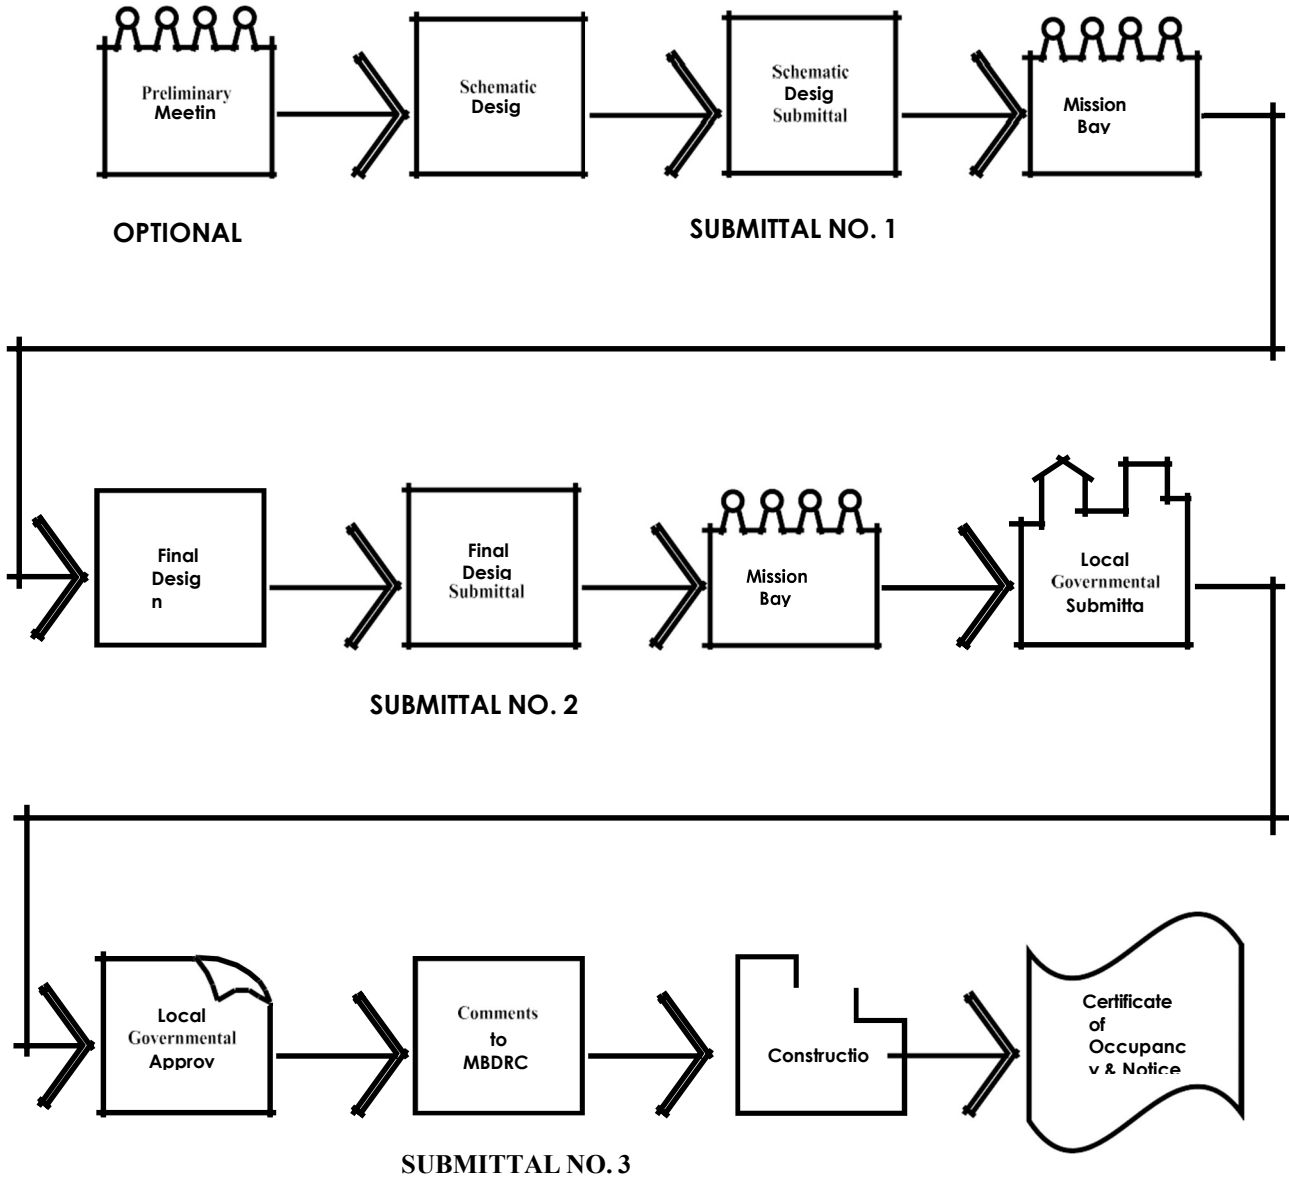 Preliminary
Meetin
Schematic
Desig
Schematic
Desig
Submittal
Mission
Bay
OPTIONAL
SUBMITTAL NO. 1
Final
Desig
n
Final
Desig
Submittal
Mission
Bay
Local
Governmental
Submitta
SUBMITTAL NO. 2
Local
Governmental
Approv
Comments
to
MBDRC
Constructio
Certificate
of
Occupanc
y & Notice
SUBMITTAL NO. 3